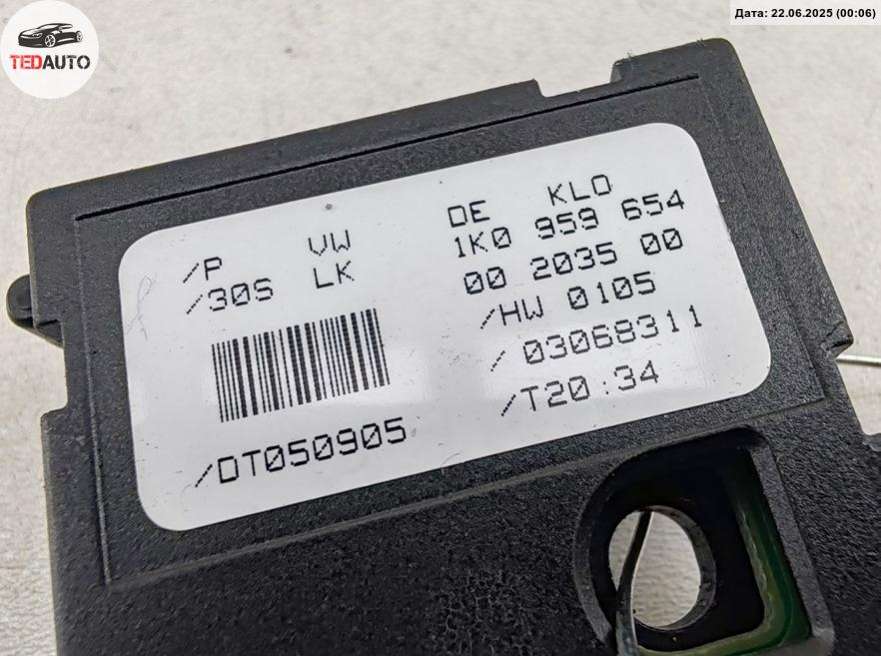 Дата: 22.06.2025 (00:06)
TEDAUTO
/P VW DE KLO
/30S LK 1K0 959 654
00 2035 00
/HW 0105
/03068311
/T20:34
/DT050905